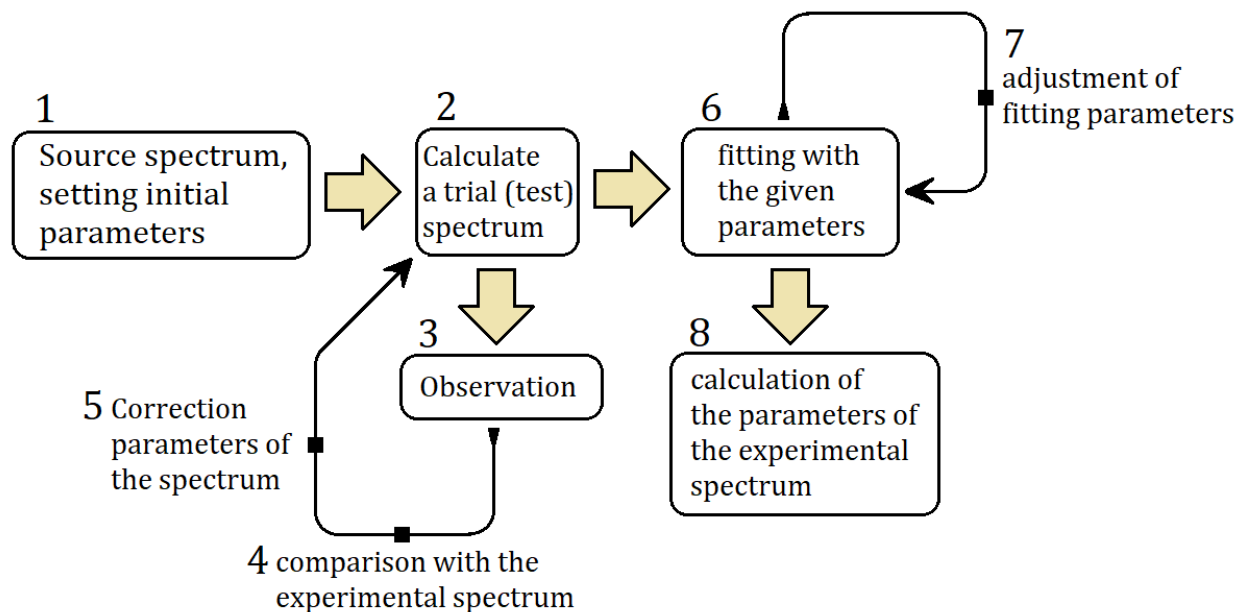 1
Source spectrum,
setting initial
parameters
2
Calculate
a trial (test)
spectrum
3
Observation
4 comparison with the
experimental spectrum
5 Correction
parameters of
the spectrum
6
fitting with
the given
parameters
7
adjustment of
fitting parameters
8
calculation of
the parameters of
the experimental
spectrum